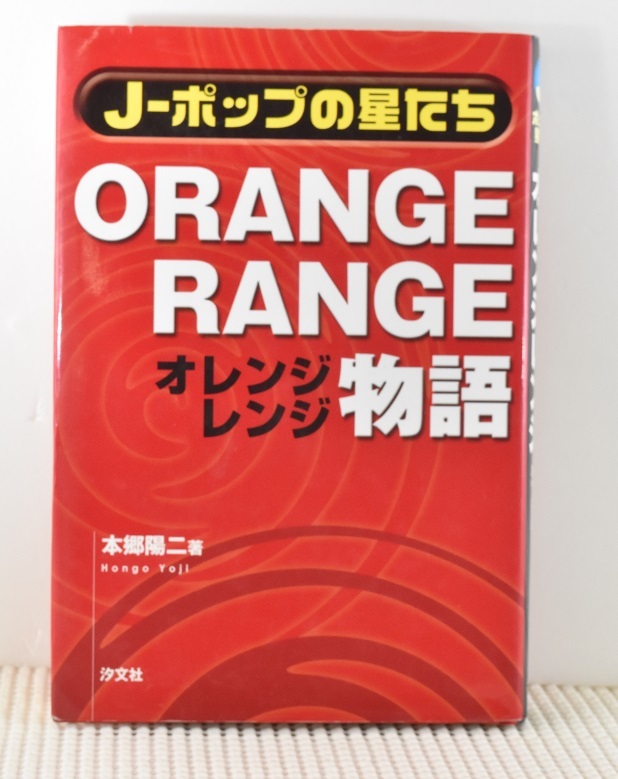 J-ポップの星たち
ORANGE
RANGE
オレンジ
レンジ
物語
本郷陽二著
Hongo Yoji
汐文社